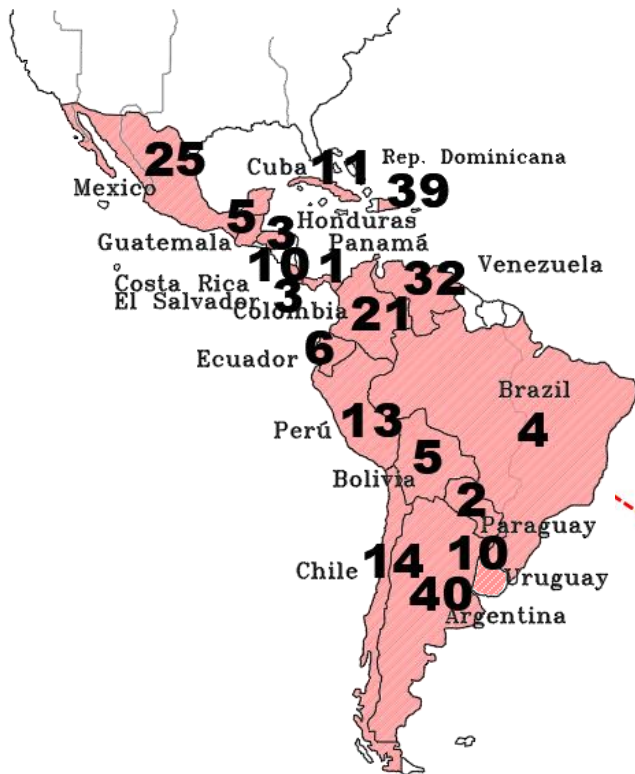 25
Cuba 11 Rep. Dominicana
Mexico
39
5
Guatemala
3 Honduras
Panamá
10 1
Costa Rica
El Salvador
3
32 Venezuela
Colombia 21
Ecuador 6
Brazil
4
Perú 13
Bolivia 5
2
Paraguay
Chile 14
10
Uruguay
40
Argentina